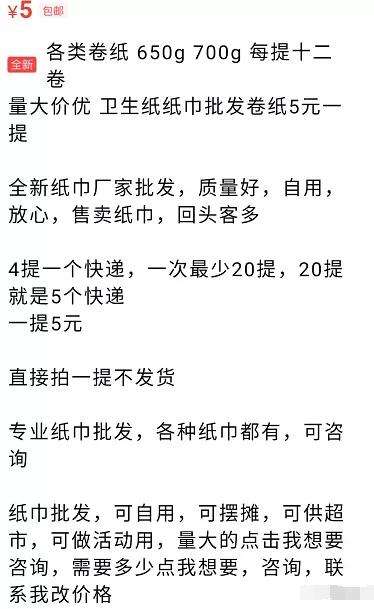 ¥5 包邮
全新 各类卷纸 650g 700g 每提十二
卷
量大价优 卫生纸纸巾批发卷纸5元一
提
全新纸巾厂家批发，质量好，自用，
放心，售卖纸巾，回头客多
4提一个快递，一次最少20提，20提
就是5个快递
一提5元
直接拍一提不发货
专业纸巾批发，各种纸巾都有，可咨
询
纸巾批发，可自用，可摆摊，可供超
市，可做活动用，量大的点击我想要
咨询，需要多少点我想要，咨询，联
系我改价格